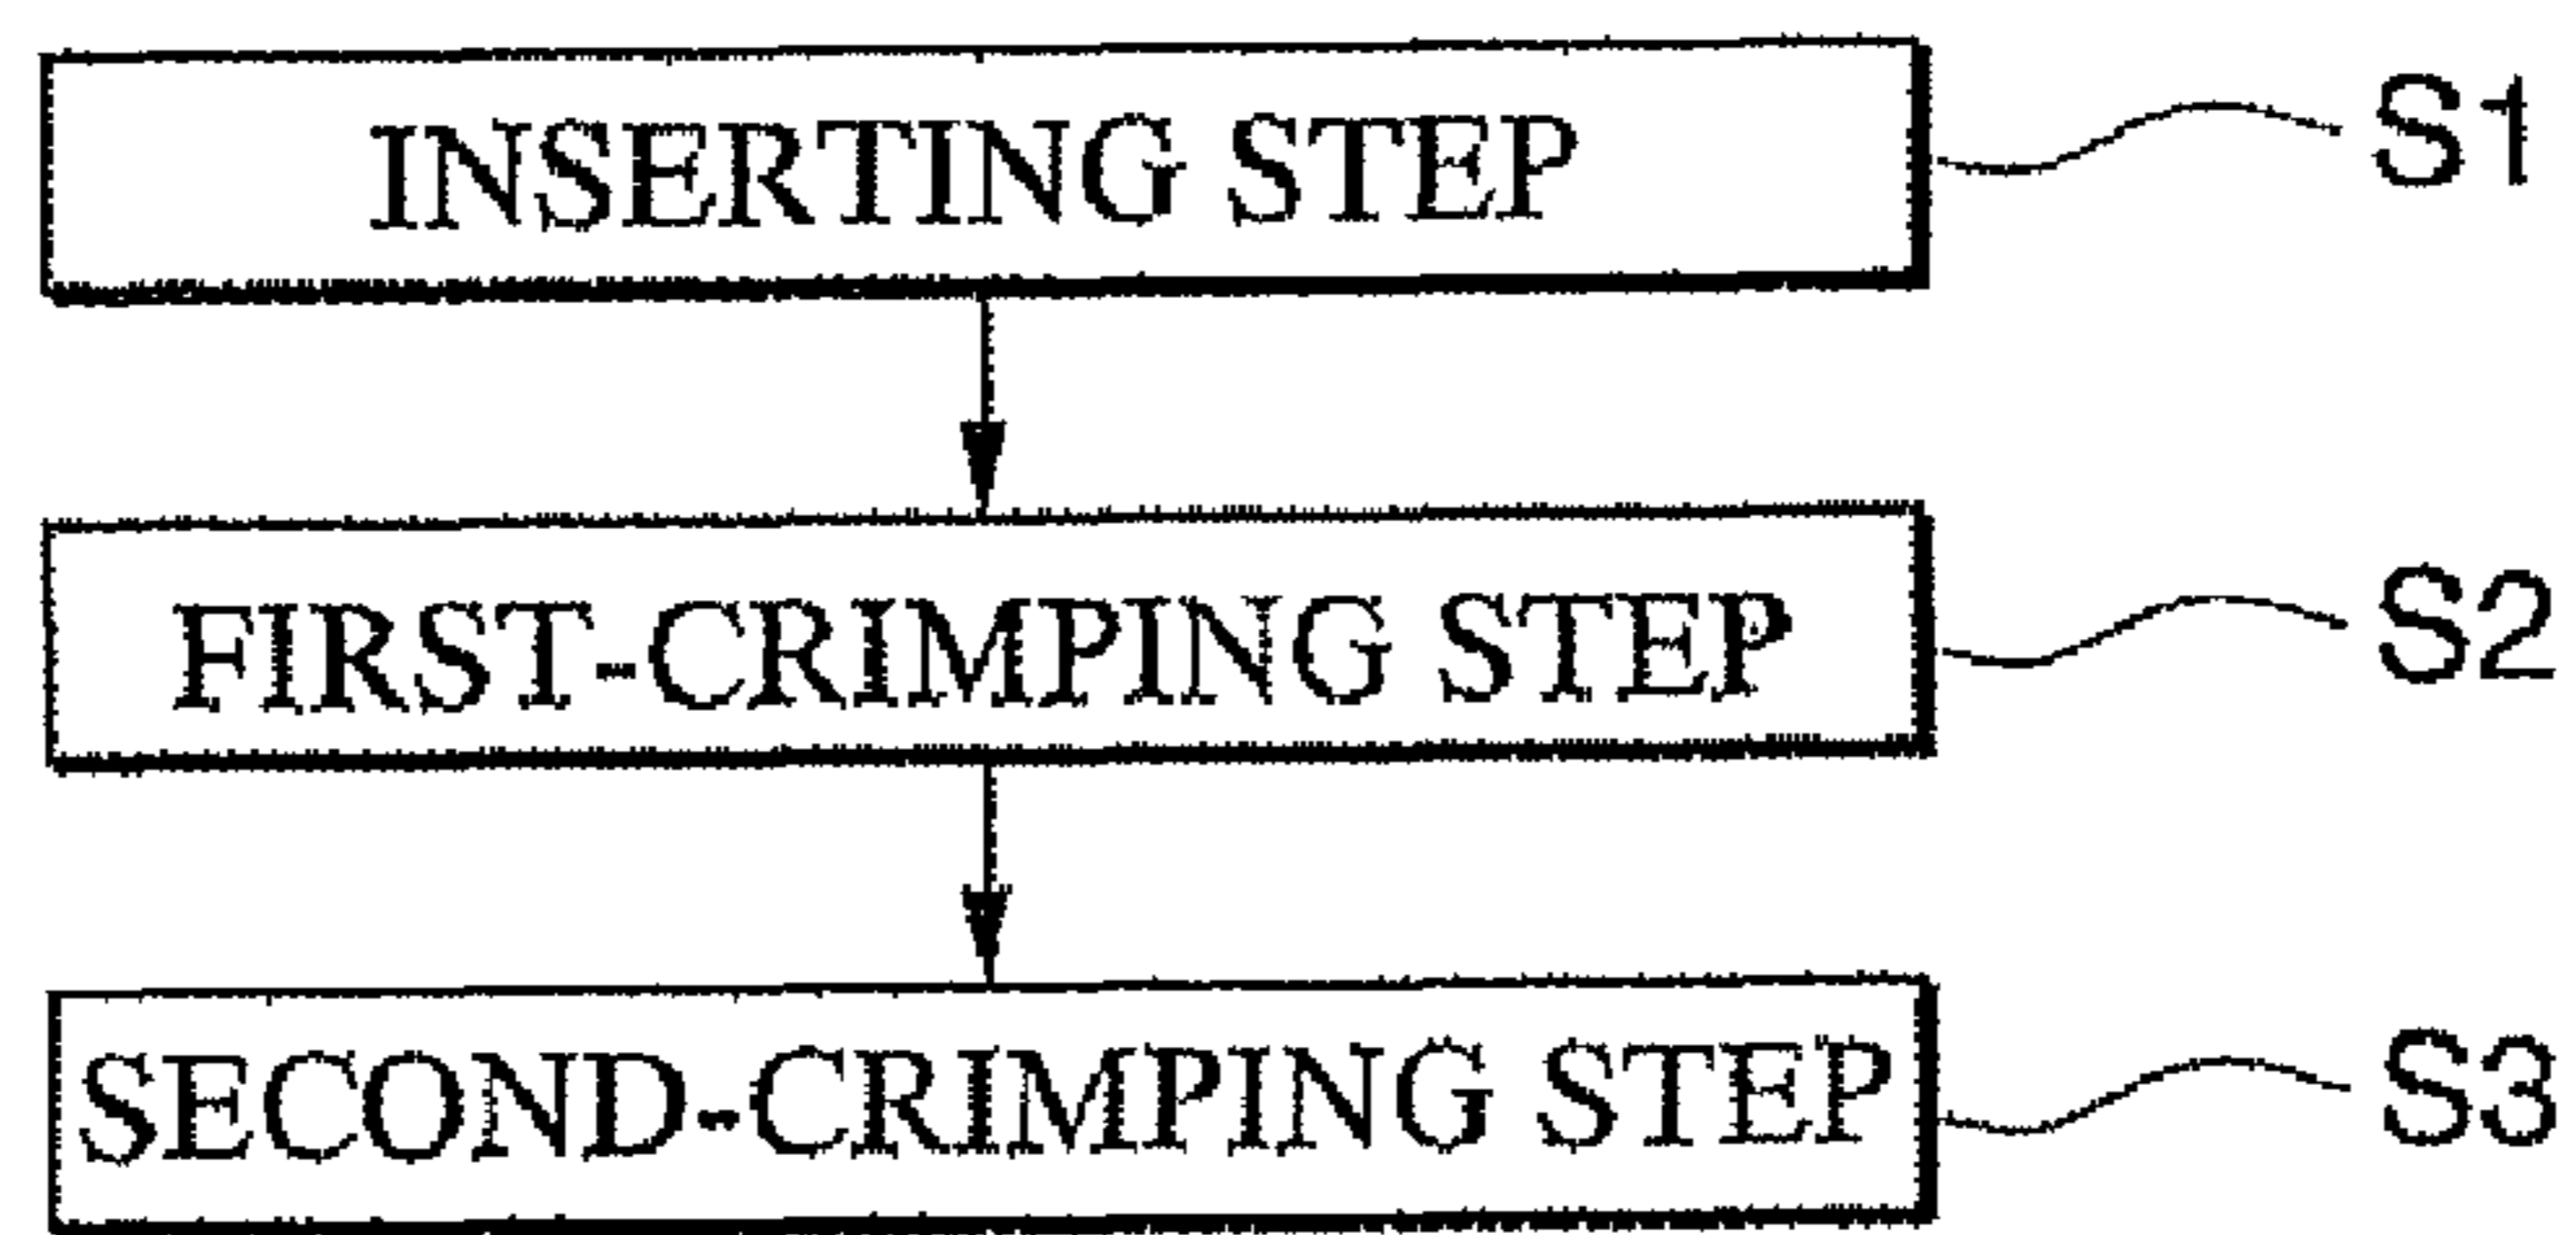 INSERTING STEP S1
FIRST-CRIMPING STEP S2
SECOND-CRIMPING STEP S3